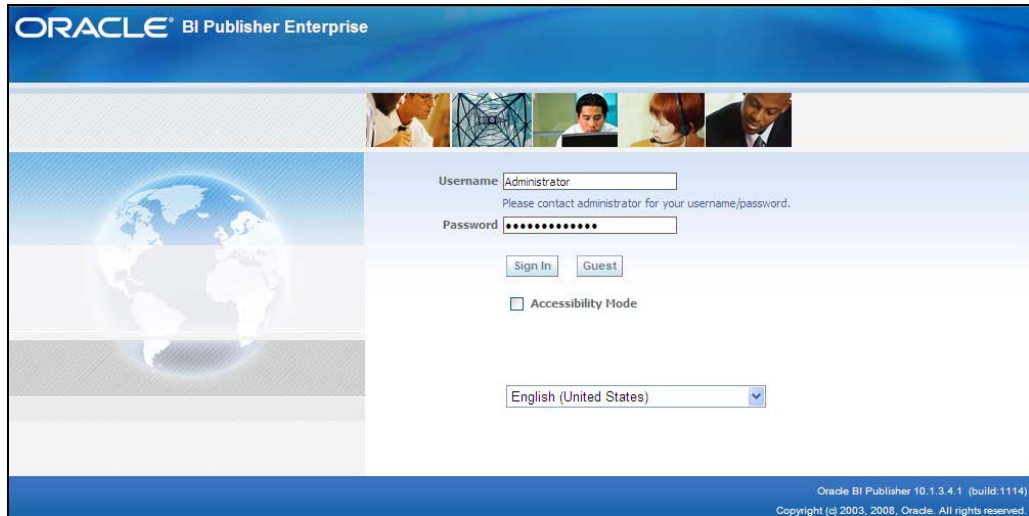 ORACLE® BI Publisher Enterprise
Username Administrator
Please contact administrator for your username/password.
Password •••••••••••••
Sign In Guest
Accessibility Mode
English (United States)
Oracle BI Publisher 10.1.3.4.1 (build:1114)
Copyright (c) 2003, 2008, Oracle. All rights reserved.